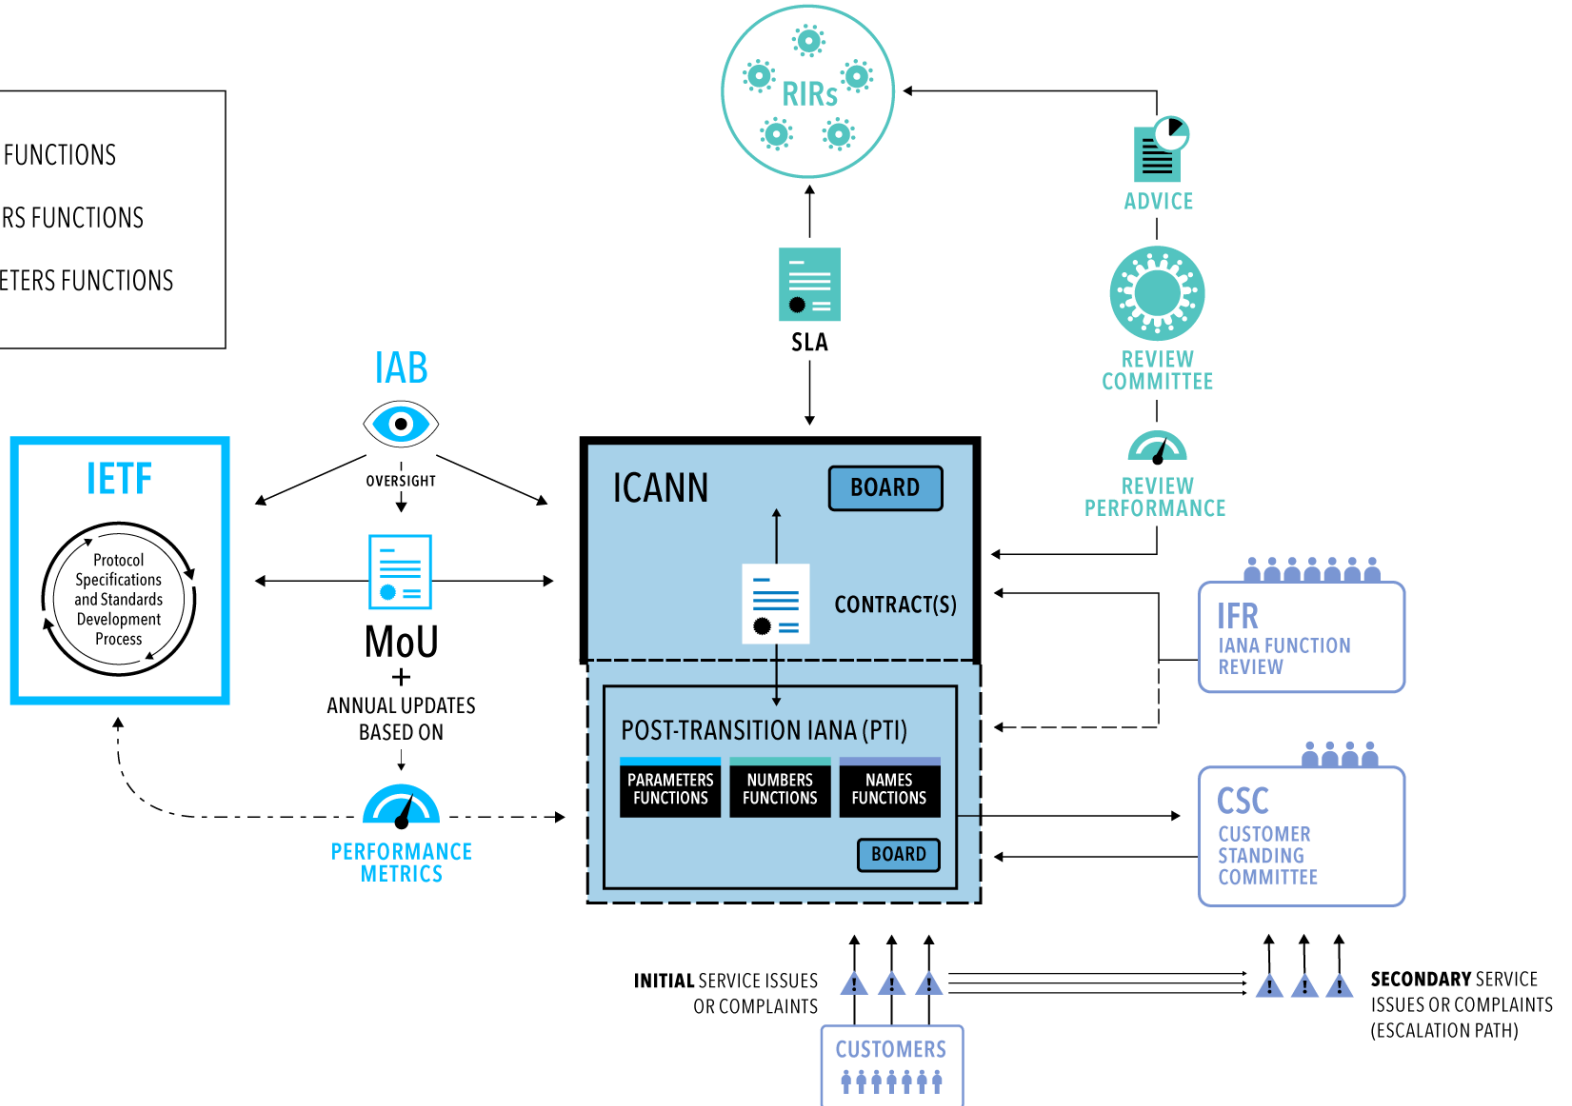 RIRs
FUNCTIONS
RS FUNCTIONS
ETERS FUNCTIONS
ADVICE
SLA
REVIEW
COMMITTEE
REVIEW
PERFORMANCE
IAB
OVERSIGHT
IETF
Protocol
Specifications
and Standards
Development
Process
MoU
+
ANNUAL UPDATES
BASED ON
PERFORMANCE
METRICS
ICANN
BOARD
CONTRACT(S)
POST-TRANSITION IANA (PTI)
PARAMETERS
FUNCTIONS
NUMBERS
FUNCTIONS
NAMES
FUNCTIONS
BOARD
IFR
IANA FUNCTION
REVIEW
CSC
CUSTOMER
STANDING
COMMITTEE
INITIAL SERVICE ISSUES
OR COMPLAINTS
! ! !
! ! !
SECONDARY SERVICE
ISSUES OR COMPLAINTS
(ESCALATION PATH)
CUSTOMERS